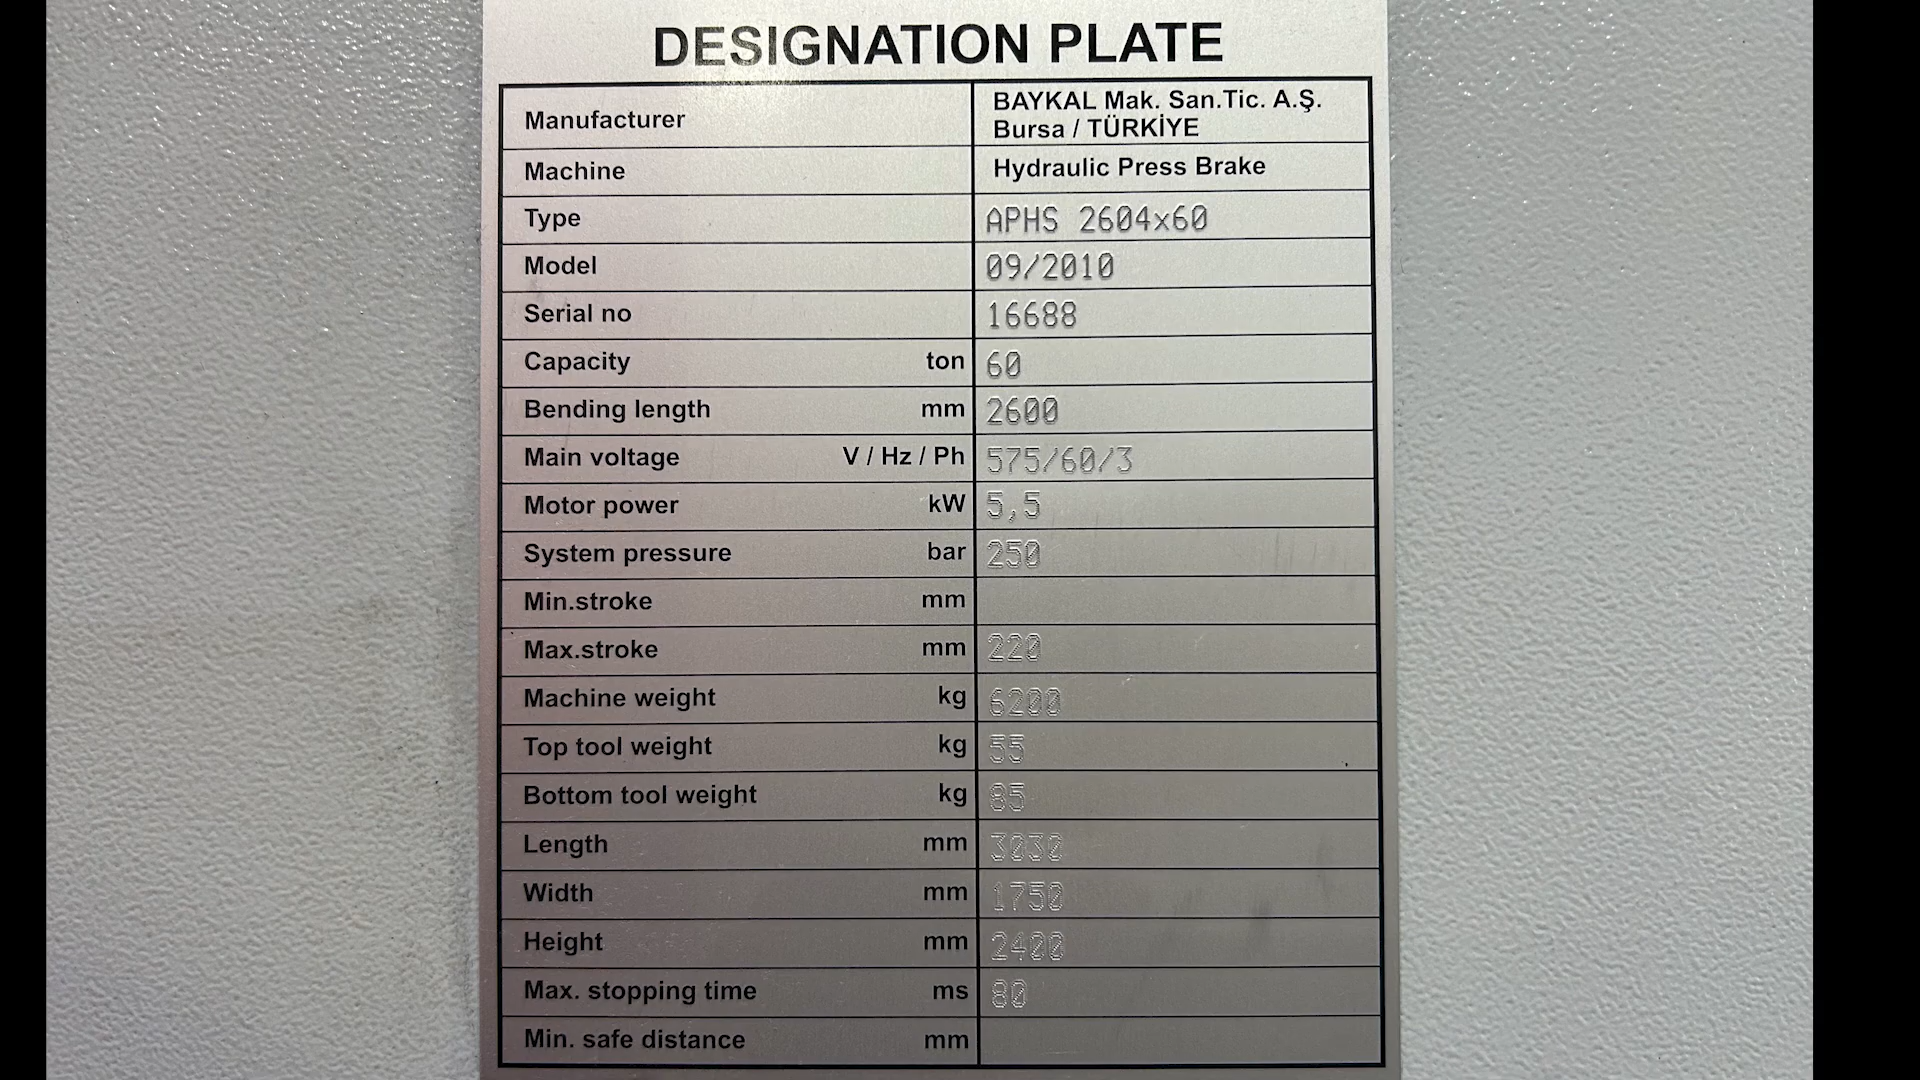 DESIGNATION PLATE
Manufacturer BAYKAL Mak. San.Tic. A.Ş.
Bursa / TÜRKİYE
Machine Hydraulic Press Brake
Type APHS 2604x60
Model 09/2010
Serial no 16688
Capacity ton 60
Bending length mm 2600
Main voltage V / Hz / Ph 575/60/3
Motor power kW 5,5
System pressure bar 250
Min.stroke mm
Max.stroke mm 220
Machine weight kg 6200
Top tool weight kg 55
Bottom tool weight kg 85
Length mm 3030
Width mm 1750
Height mm 2400
Max. stopping time ms 80
Min. safe distance mm